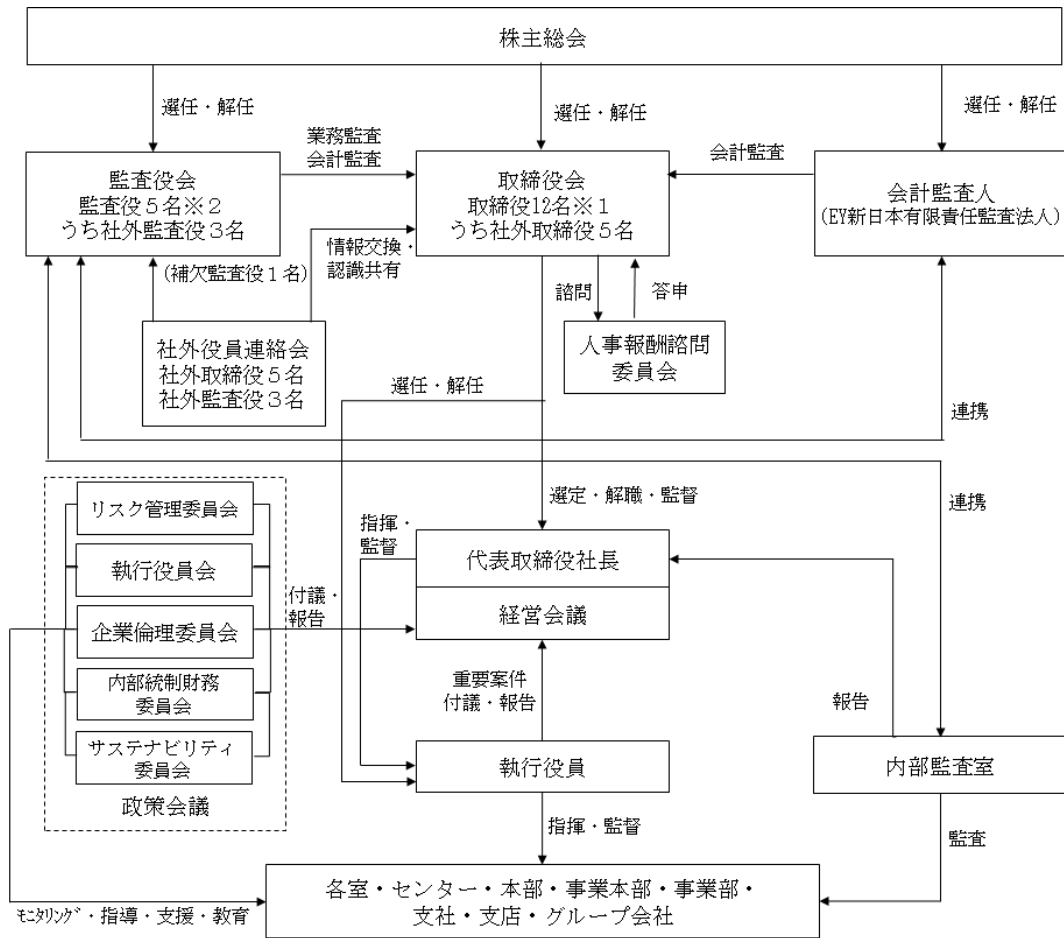 株主総会
選任・解任
選任・解任
選任・解任
業務監査
会計監査
会計監査
監査役会
監査役５名※２
うち社外監査役３名
取締役会
取締役12名※１
うち社外取締役５名
会計監査人
(EY新日本有限責任監査法人)
(補欠監査役１名)
情報交換・
認識共有
諮問
答申
社外役員連絡会
社外取締役５名
社外監査役３名
人事報酬諮問
委員会
選任・解任
連携
選定・解職・監督
連携
リスク管理委員会
執行役員会
企業倫理委員会
内部統制財務
委員会
サステナビリティ
委員会
政策会議
付議・
報告
指揮・
監督
代表取締役社長
経営会議
重要案件
付議・報告
報告
執行役員
内部監査室
指揮・監督
監査
各室・センター・本部・事業本部・事業部・
支社・支店・グループ会社
ﾓﾆﾀﾘﾝｸﾞ・指導・支援・教育